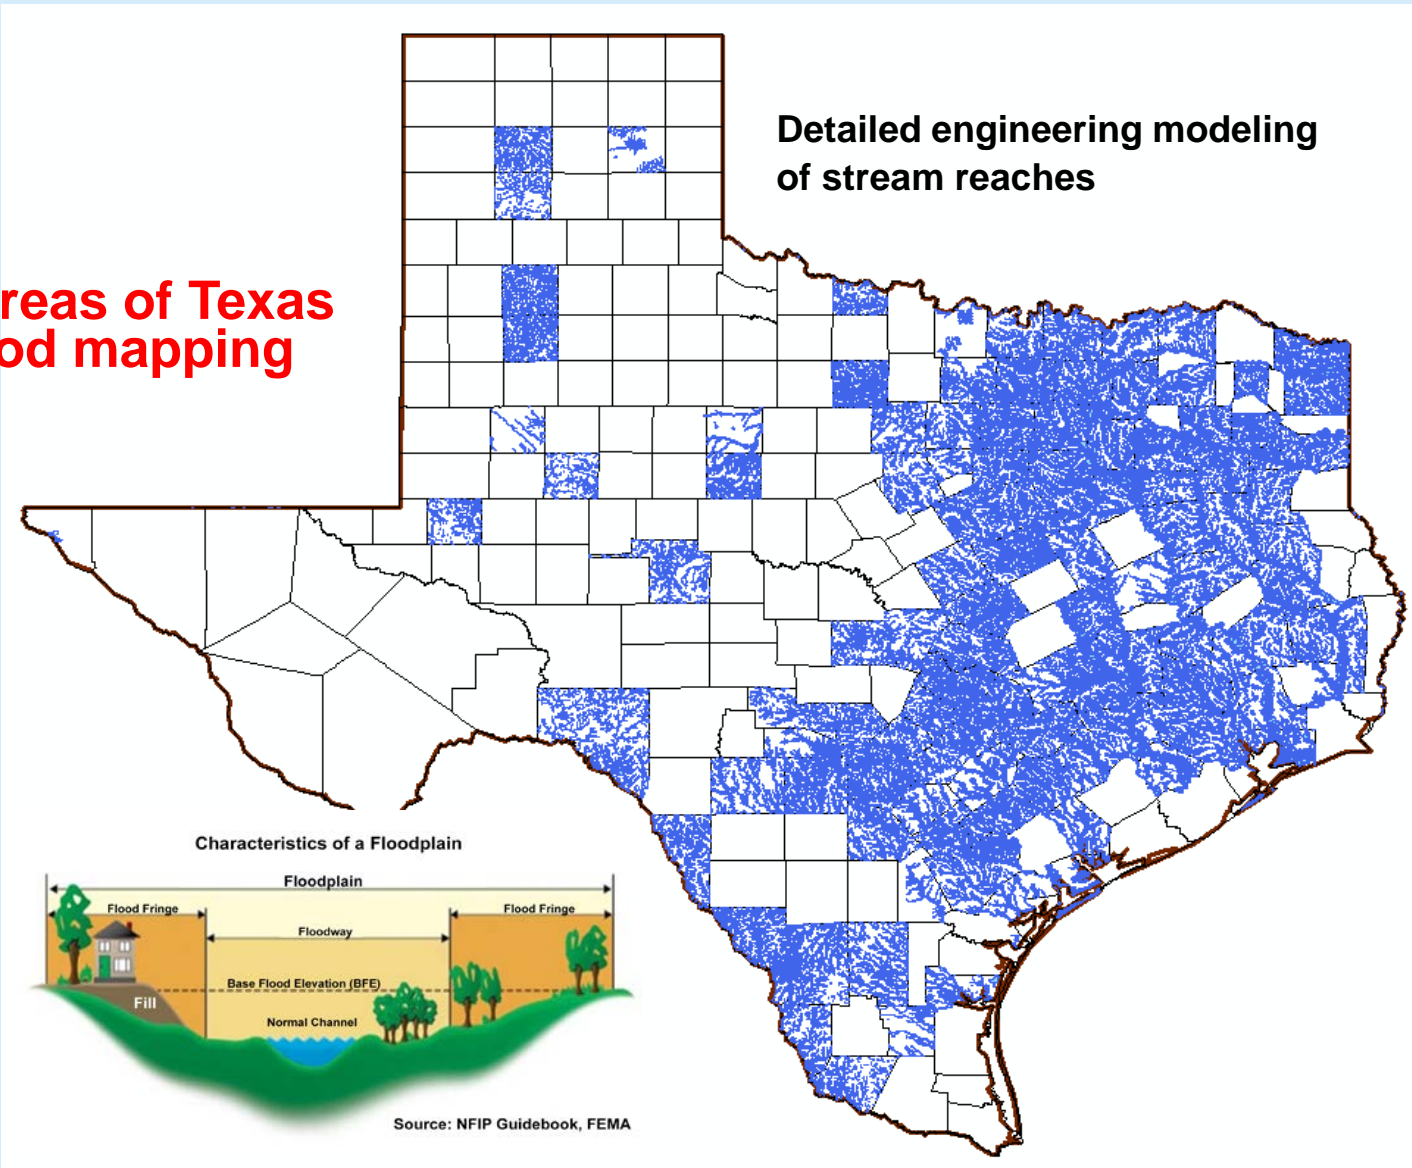 Detailed engineering modeling
of stream reaches
reas of Texas
od mapping
Characteristics of a Floodplain
Floodplain
Flood Fringe
Flood Fringe
Floodway
Base Flood Elevation (BFE)
Fill
Normal Channel
Source: NFIP Guidebook, FEMA